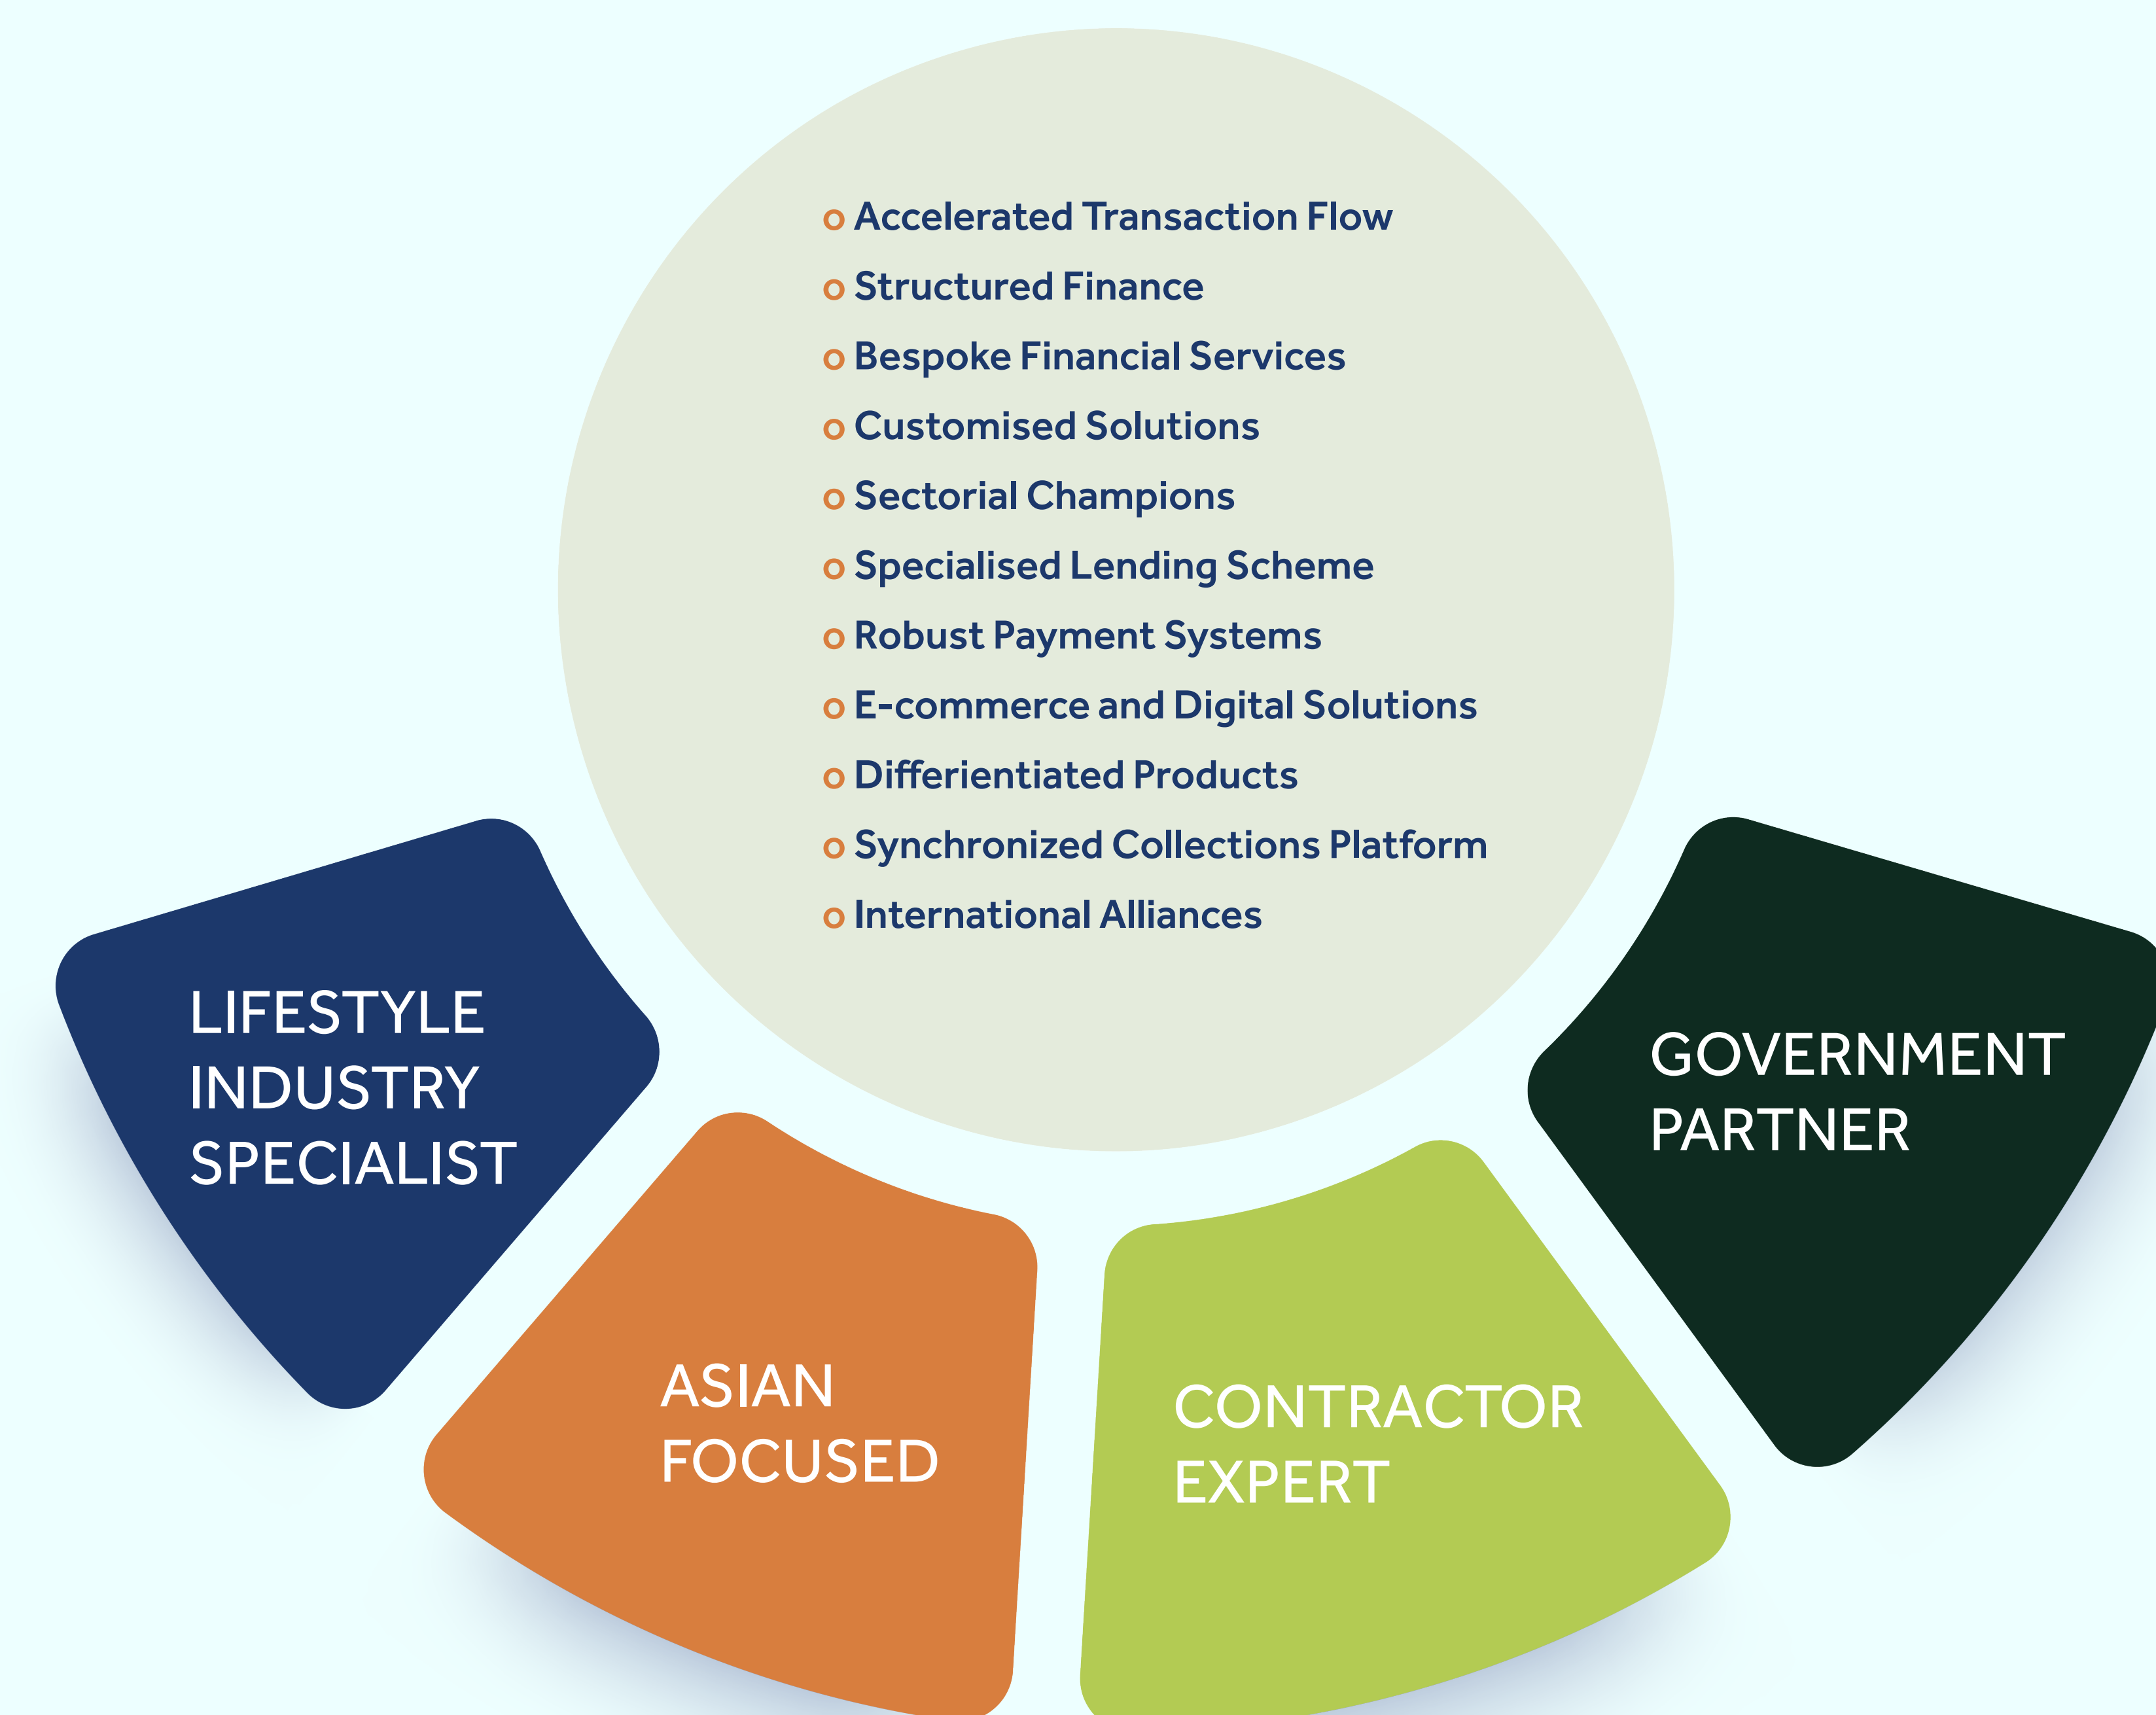 o Accelerated Transaction Flow
o Structured Finance
o Bespoke Financial Services
o Customised Solutions
o Sectorial Champions
o Specialised Lending Scheme
o Robust Payment Systems
o E-commerce and Digital Solutions
o Differientiated Products
o Synchronized Collections Platform
o International Alliances
LIFESTYLE
INDUSTRY
SPECIALIST
ASIAN
FOCUSED
CONTRACTOR
EXPERT
GOVERNMENT
PARTNER